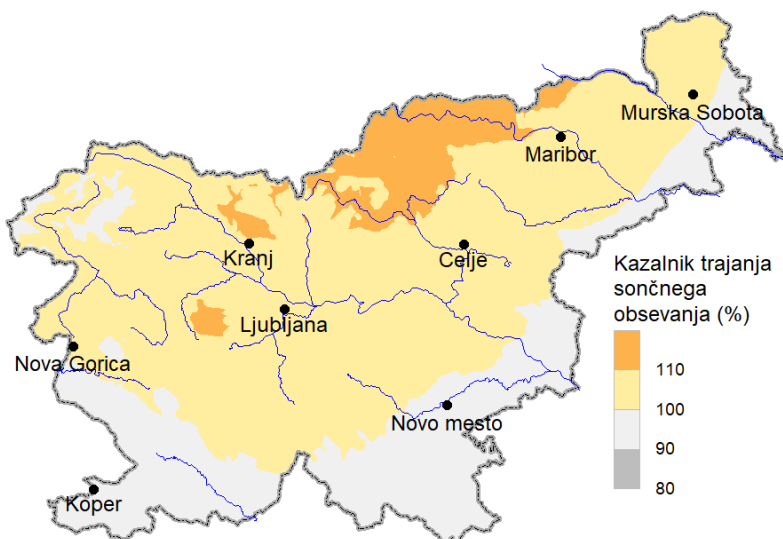 Murska Sobota
Maribor
Kranj
Celje
Ljubljana
Nova Gorica
Novo mesto
Koper
Kazalnik trajanja
sončnega
obsevanja (%)
110
100
90
80